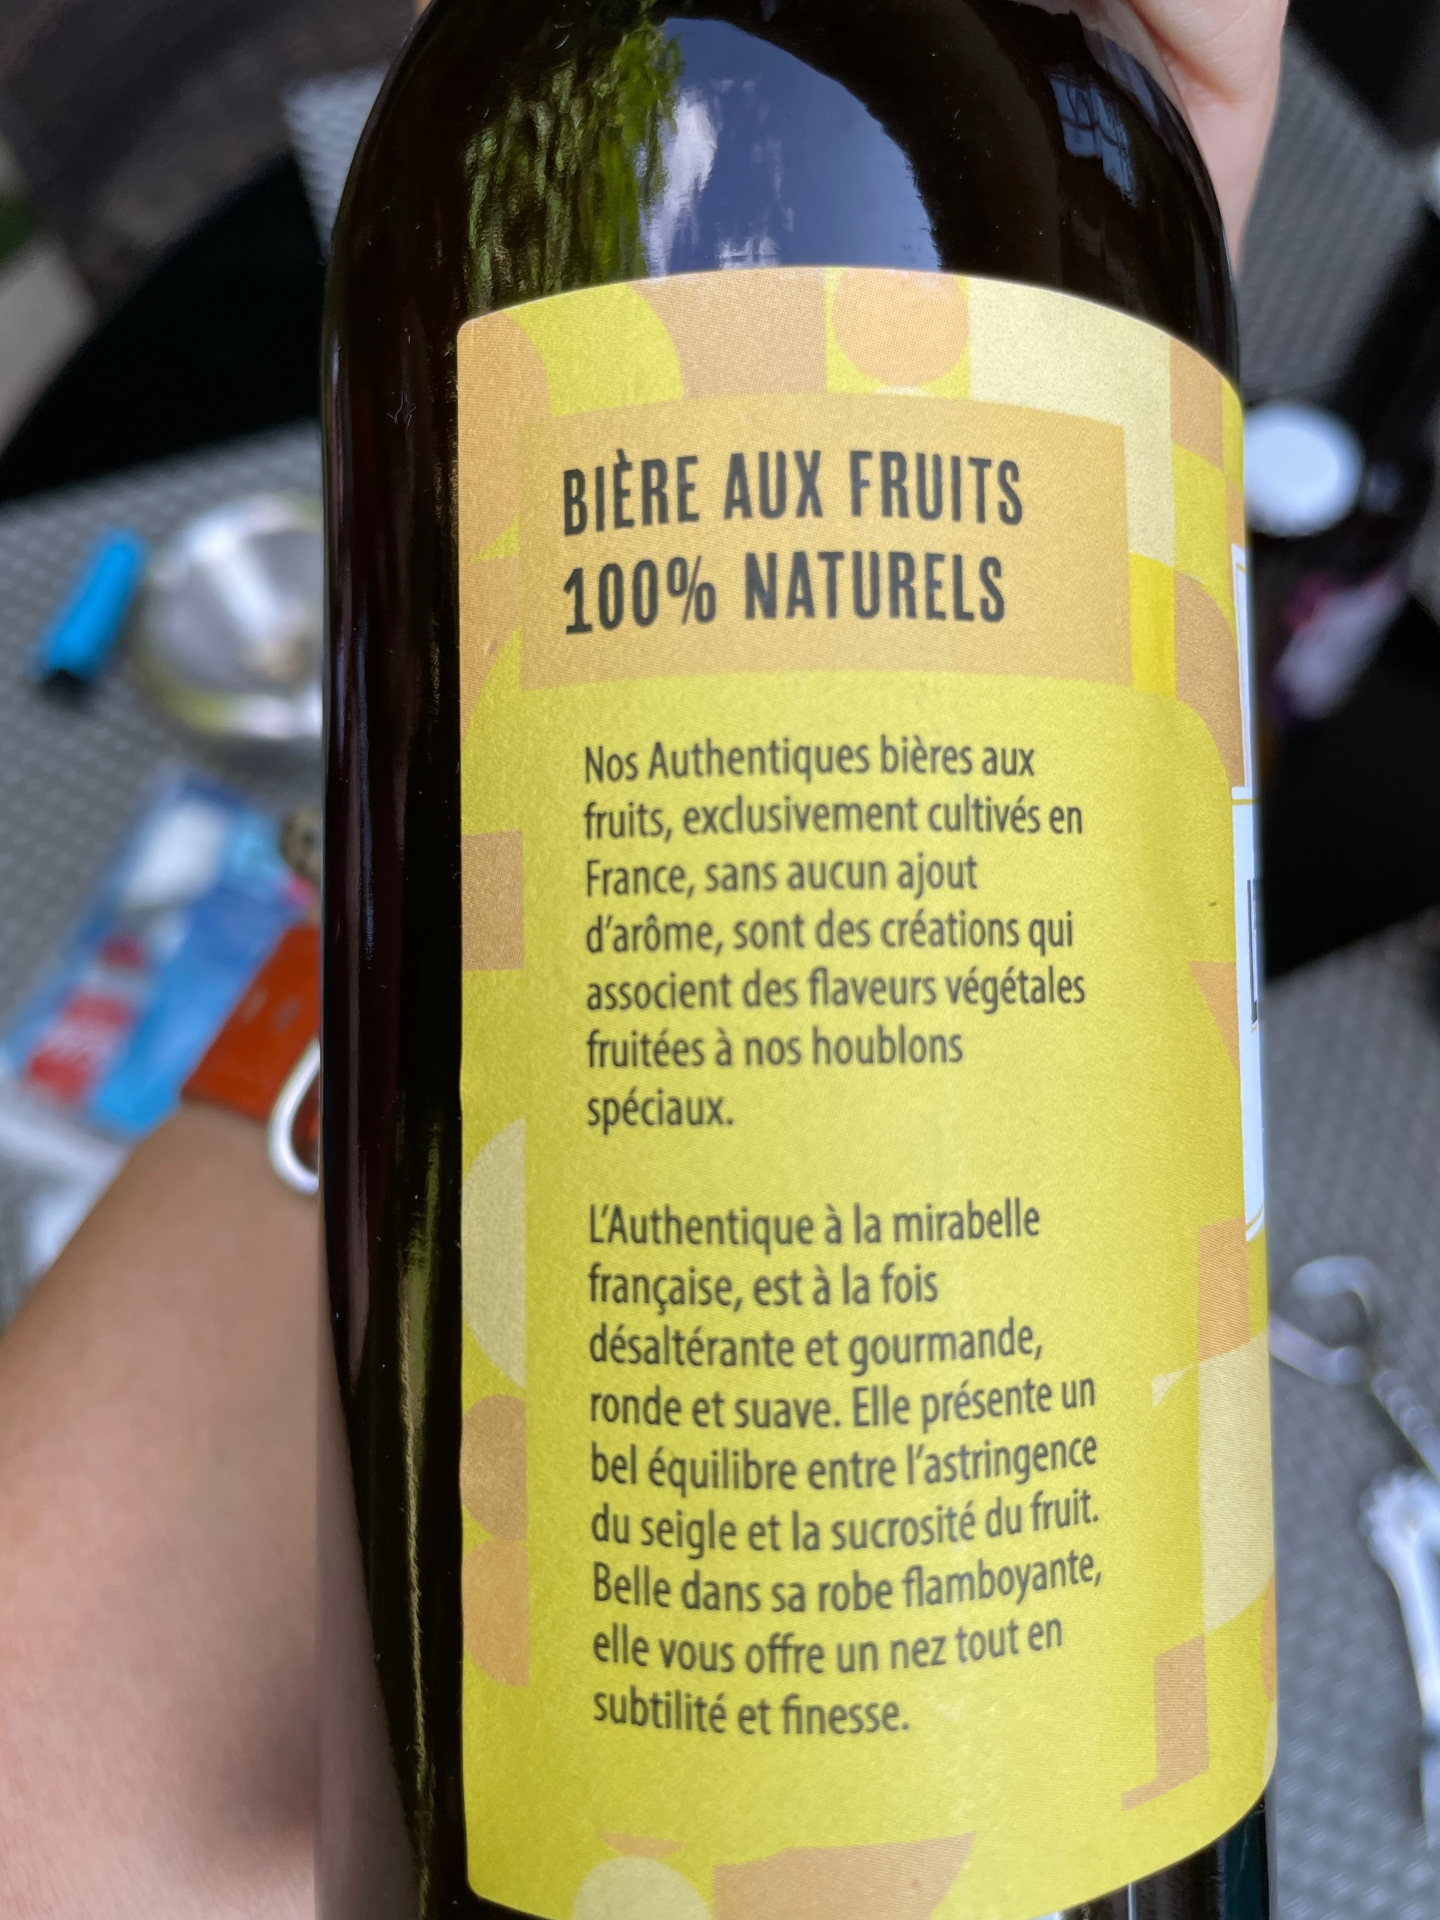 BIÈRE AUX FRUITS
100% NATURELS
Nos Authentiques bières aux
fruits, exclusivement cultivés en
France, sans aucun ajout
d'arôme, sont des créations qui
associent des flaveurs végétales
fruitées à nos houblons
spéciaux.
L'Authentique à la mirabelle
française, est à la fois
désaltérante et gourmande,
ronde et suave. Elle présente un
bel équilibre entre l'astringence
du seigle et la sucrosité du fruit.
Belle dans sa robe flamboyante,
elle vous offre un nez tout en
subtilité et finesse.